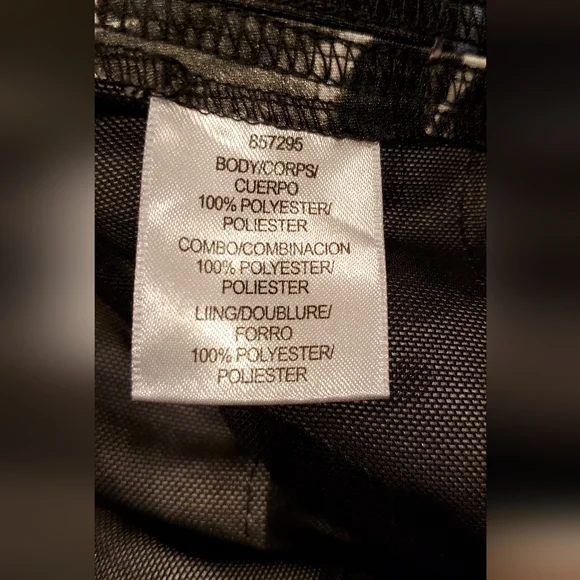 857295
BODY/CORPS/
CUERPO
100% POLYESTER/
POLIESTER
COMBO/COMBINACION
100% POLYESTER/
POLIESTER
LIING/DOUBLURE/
FORRO
100% POLYESTER/
POLIESTER